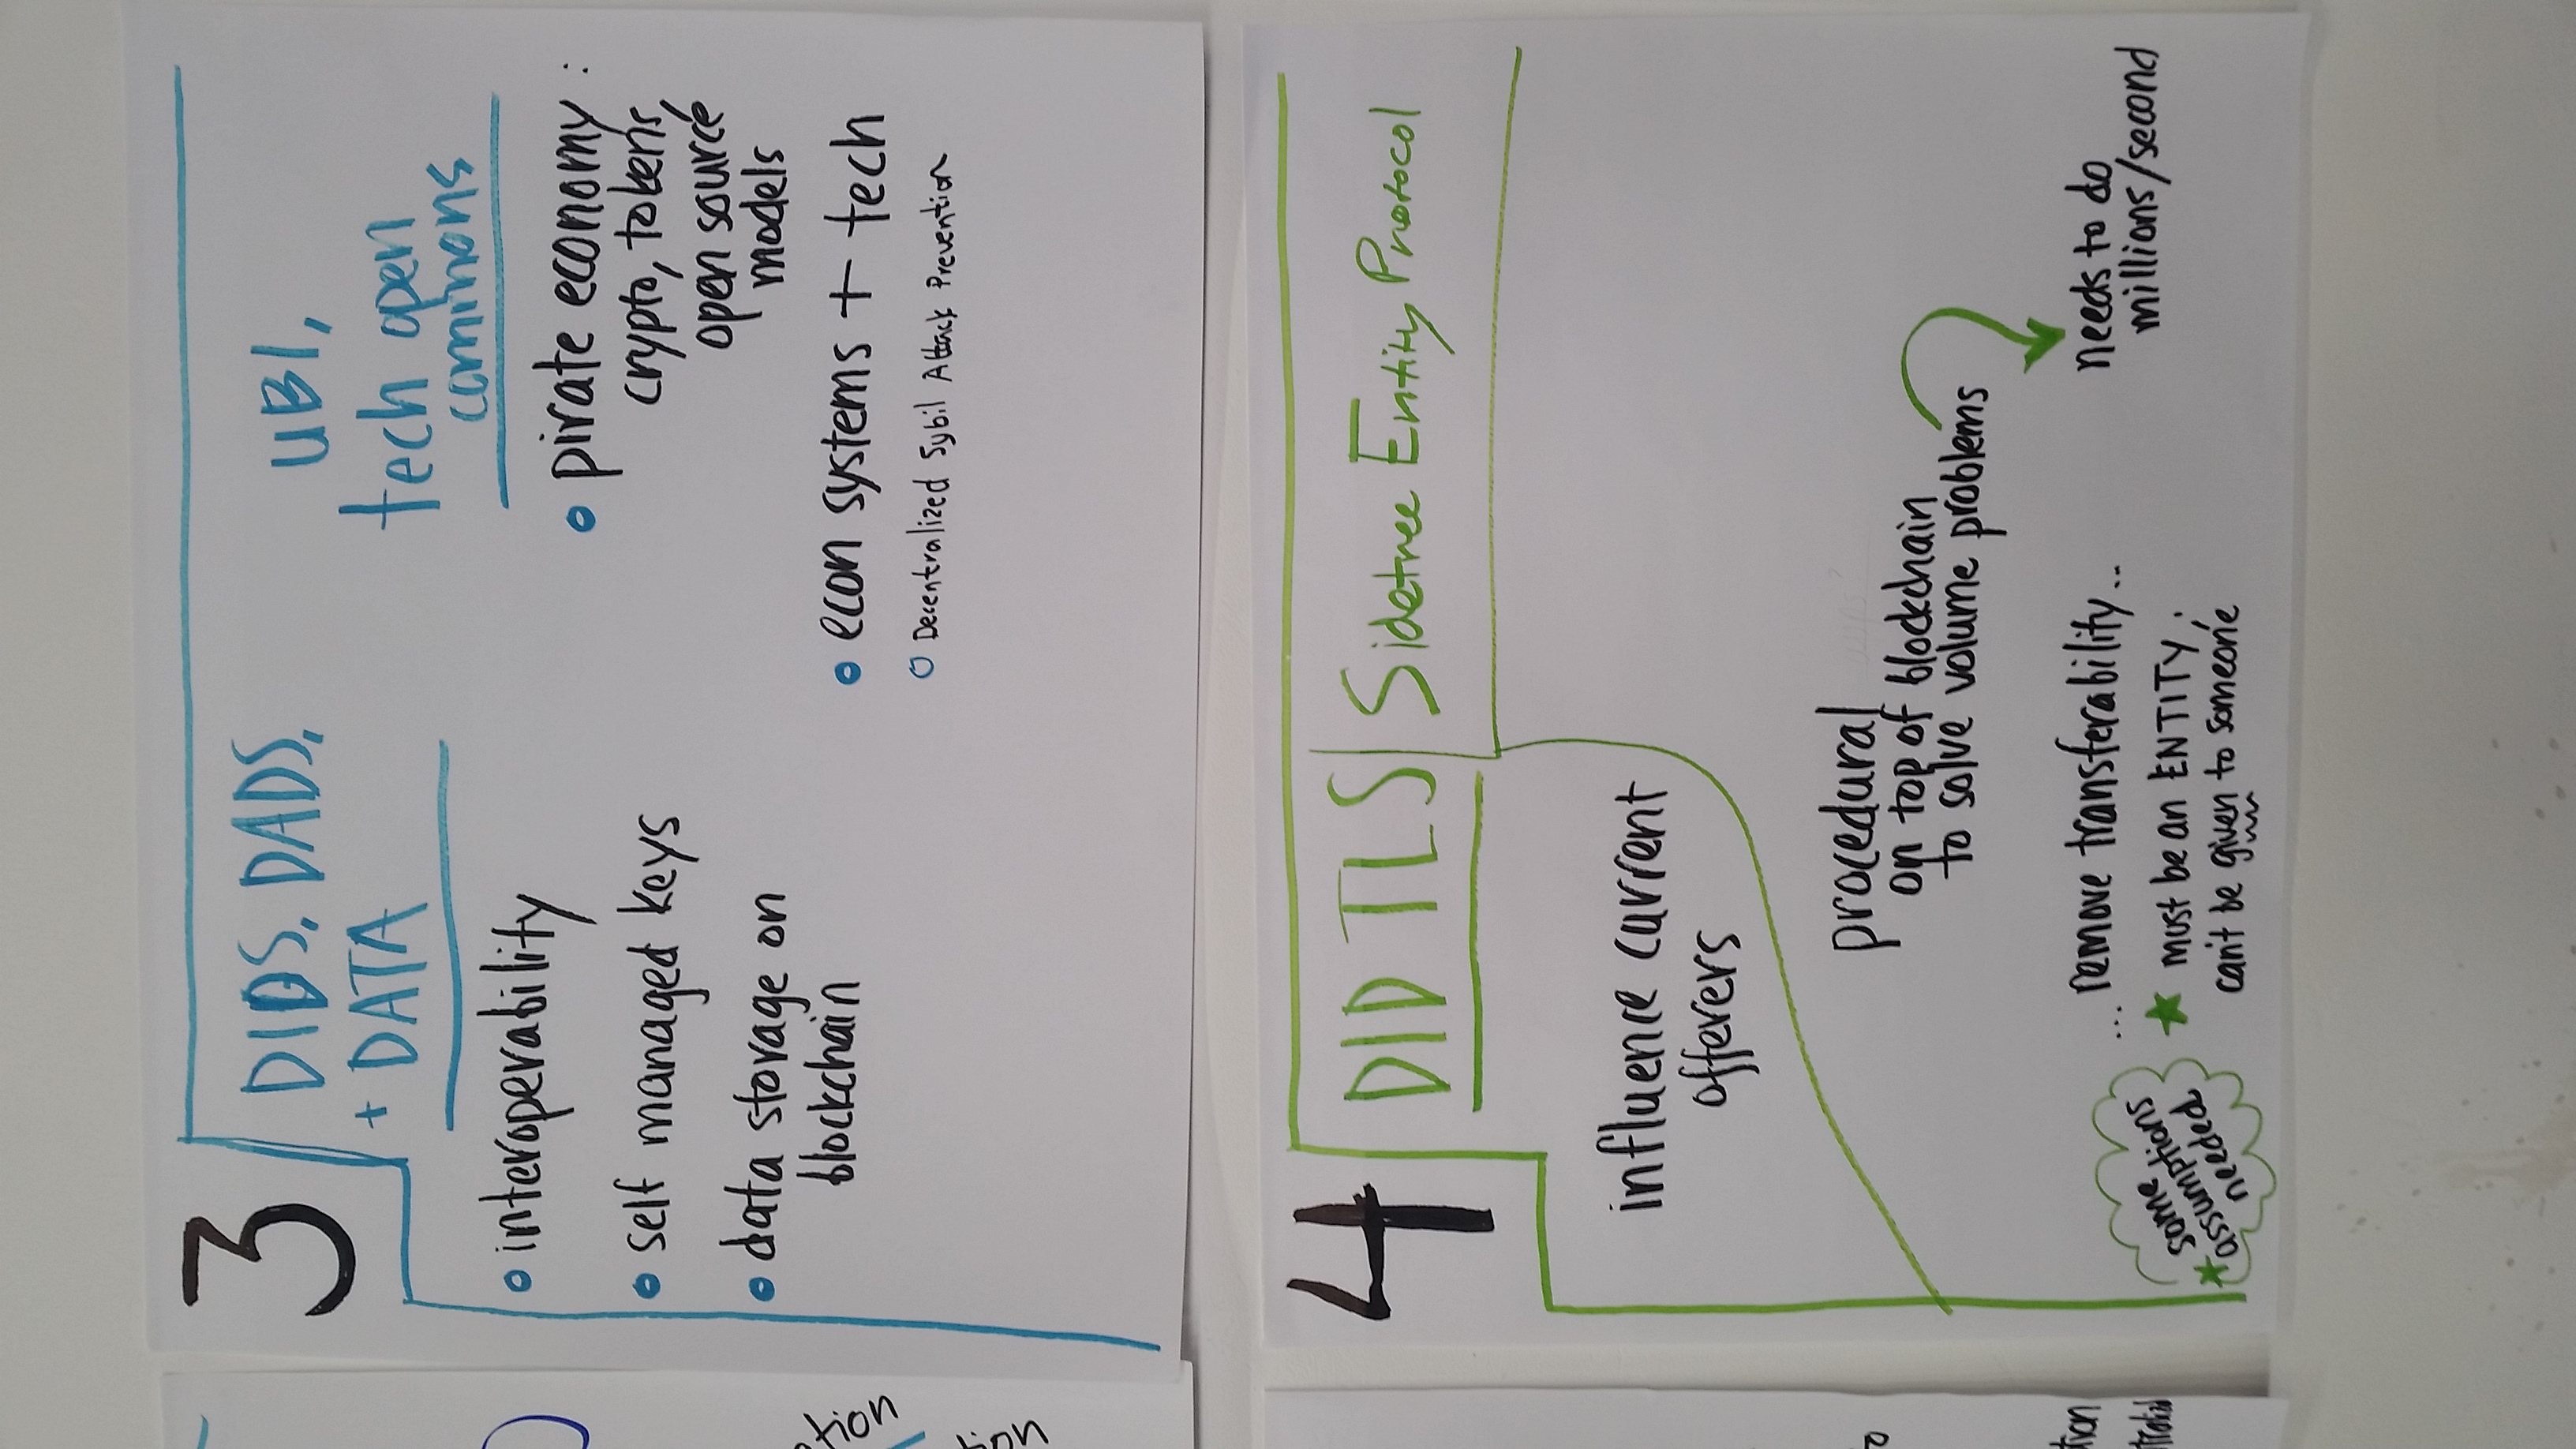 3
DIDS, DADS,
+ DATA
interoperability
self managed keys
data storage on
blockchain
UBI,
tech open
commons
pirate economy :
crypto, tokens,
open source
models
econ systems + tech
Decentralized Sybil Attack Prevention
4
DID TLS
Sidetree Entity Protocol
influence current
offerers
procedural
on top of blockchain
to solve volume problems
needs to do
millions/second
... remove transferability..
must be an ENTITY;
can't be given to someone
some
assumptions
needed
tion
tion